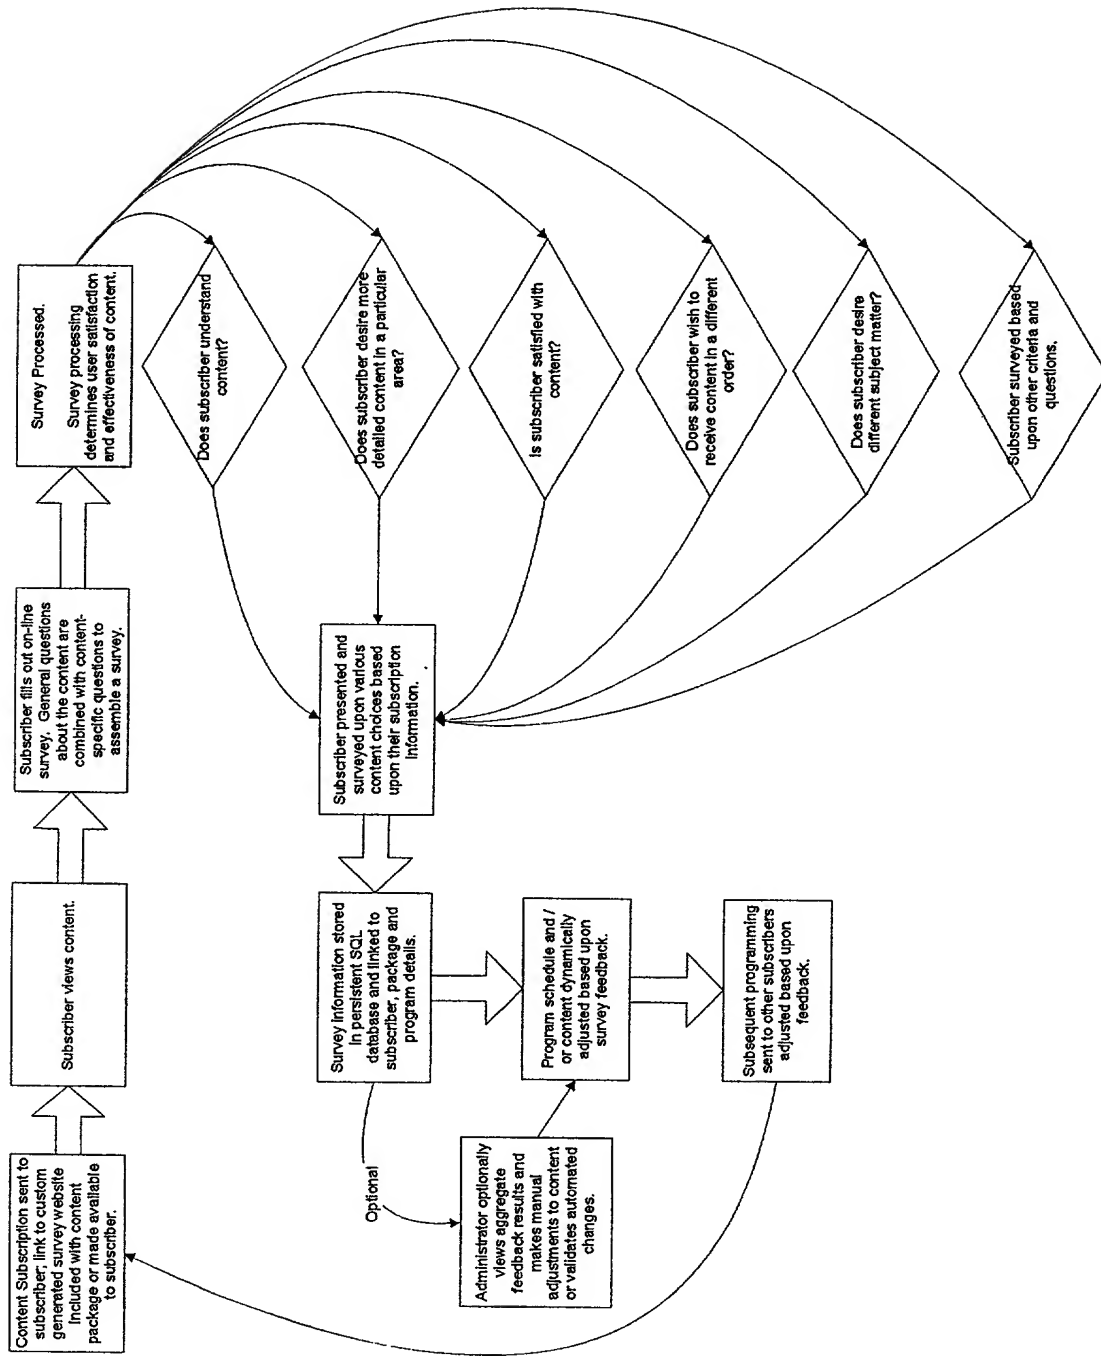 Content Subscription sent to
subscriber; link to custom
generated survey website
included with content
package or made available
to subscriber.
Subscriber views content.
Subscriber fills out on-line
survey. General questions
about the content are
combined with content-
specific questions to
assemble a survey.
Survey Processed.
Survey processing
determines user satisfaction
and effectiveness of content.
Does subscriber understand
content?
Does subscriber desire more
detailed content in a particular
area?
Is subscriber satisfied with
content?
Does subscriber wish to
receive content in a different
order?
Does subscriber desire
different subject matter?
Subscriber surveyed based
upon other criteria and
questions.
Subscriber presented and
surveyed upon various
content choices based
upon their subscription
information.
Survey information stored
in persistent SQL
database and linked to
subscriber, package and
program details.
Optional
Administrator optionally
views aggregate
feedback results and
makes manual
adjustments to content
or validates automated
changes.
Program schedule and /
or content dynamically
adjusted based upon
survey feedback.
Subsequent programming
sent to other subscribers
adjusted based upon
feedback.